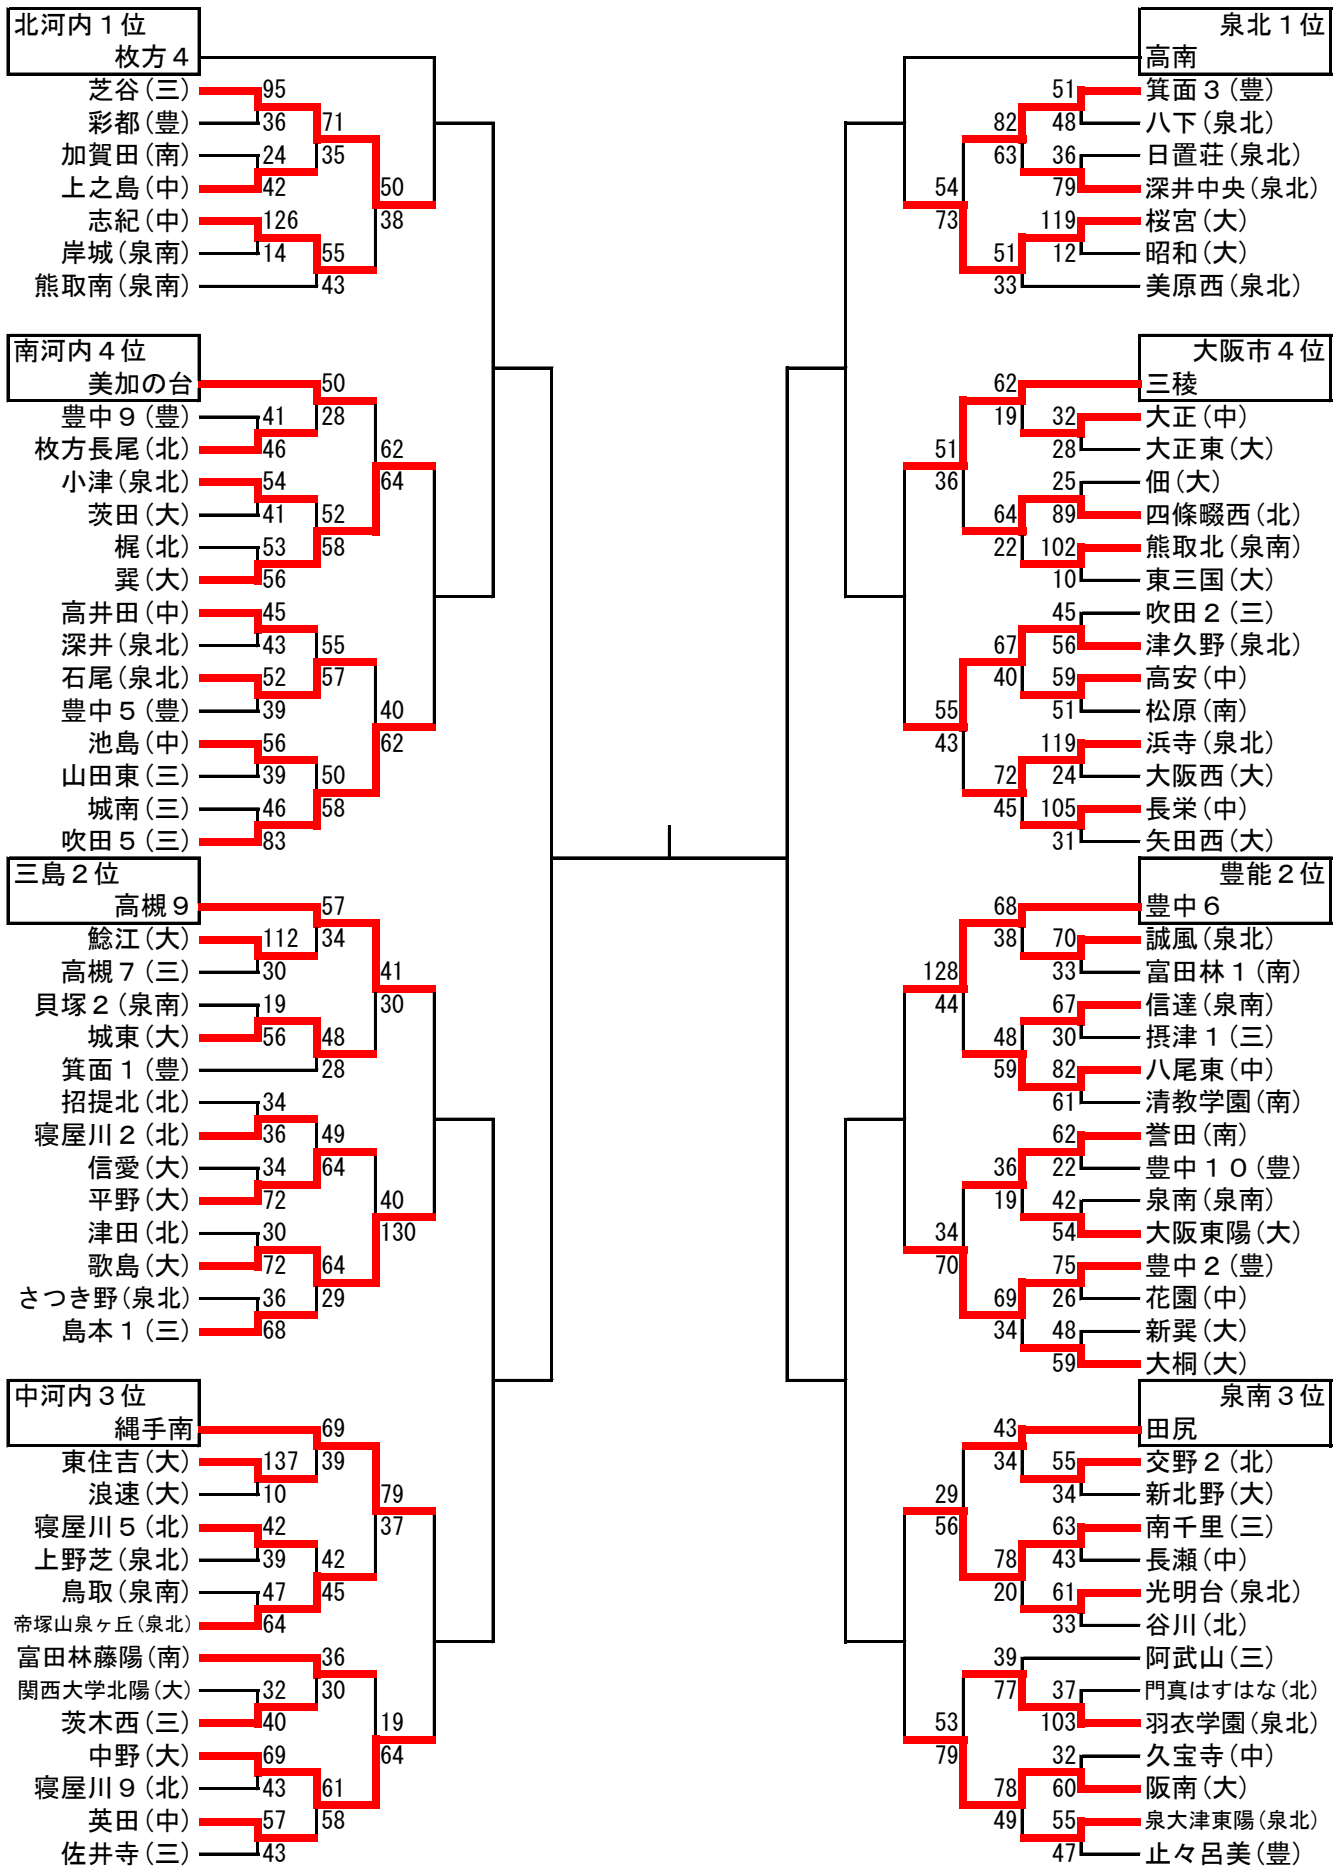 北河内１位
枚方４
芝谷(三) 95
彩都(豊) 36 71
加賀田(南) 24 35
上之島(中) 42 50
志紀(中) 126 38
岸城(泉南) 14 55
熊取南(泉南) 43
南河内４位
美加の台 50
豊中９(豊) 41 28
枚方長尾(北) 46 62
小津(泉北) 54 64
茨田(大) 41 52
梶(北) 53 58
巽(大) 56
高井田(中) 45
深井(泉北) 43 55
石尾(泉北) 52 57
豊中５(豊) 39 40
池島(中) 56 62
山田東(三) 39 50
城南(三) 46 58
吹田５(三) 83
三島２位
高槻９ 57
鯰江(大) 112 34
高槻７(三) 30 41
貝塚２(泉南) 19 30
城東(大) 56 48
箕面１(豊) 28
招提北(北) 34
寝屋川２(北) 36 49
信愛(大) 34 64
平野(大) 72 40
津田(北) 30 130
歌島(大) 72 64
さつき野(泉北) 36 29
島本１(三) 68
中河内３位
縄手南 69
東住吉(大) 137 39
浪速(大) 10 79
寝屋川５(北) 42 37
上野芝(泉北) 39 42
鳥取(泉南) 47 45
帝塚山泉ヶ丘(泉北) 64
富田林藤陽(南) 36
関西大学北陽(大) 32 30
茨木西(三) 40 19
中野(大) 69 64
寝屋川９(北) 43 61
英田(中) 57 58
佐井寺(三) 43
泉北１位
高南
51 箕面３(豊)
82 48 八下(泉北)
63 36 日置荘(泉北)
54 79 深井中央(泉北)
73 119 桜宮(大)
51 12 昭和(大)
33 美原西(泉北)
大阪市４位
62 三稜
19 32 大正(中)
51 28 大正東(大)
36 25 佃(大)
64 89 四條畷西(北)
22 102 熊取北(泉南)
10 東三国(大)
45 吹田２(三)
67 56 津久野(泉北)
40 59 高安(中)
55 51 松原(南)
43 119 浜寺(泉北)
72 24 大阪西(大)
45 105 長栄(中)
31 矢田西(大)
豊能２位
68 豊中６
38 70 誠風(泉北)
128 33 富田林１(南)
44 67 信達(泉南)
48 30 摂津１(三)
59 82 八尾東(中)
61 清教学園(南)
62 誉田(南)
36 22 豊中１０(豊)
19 42 泉南(泉南)
34 54 大阪東陽(大)
70 75 豊中２(豊)
69 26 花園(中)
34 48 新巽(大)
59 大桐(大)
泉南３位
43 田尻
34 55 交野２(北)
29 34 新北野(大)
56 63 南千里(三)
78 43 長瀬(中)
20 61 光明台(泉北)
33 谷川(北)
39 阿武山(三)
77 37 門真はすはな(北)
53 103 羽衣学園(泉北)
79 32 久宝寺(中)
78 60 阪南(大)
49 55 泉大津東陽(泉北)
47 止々呂美(豊)